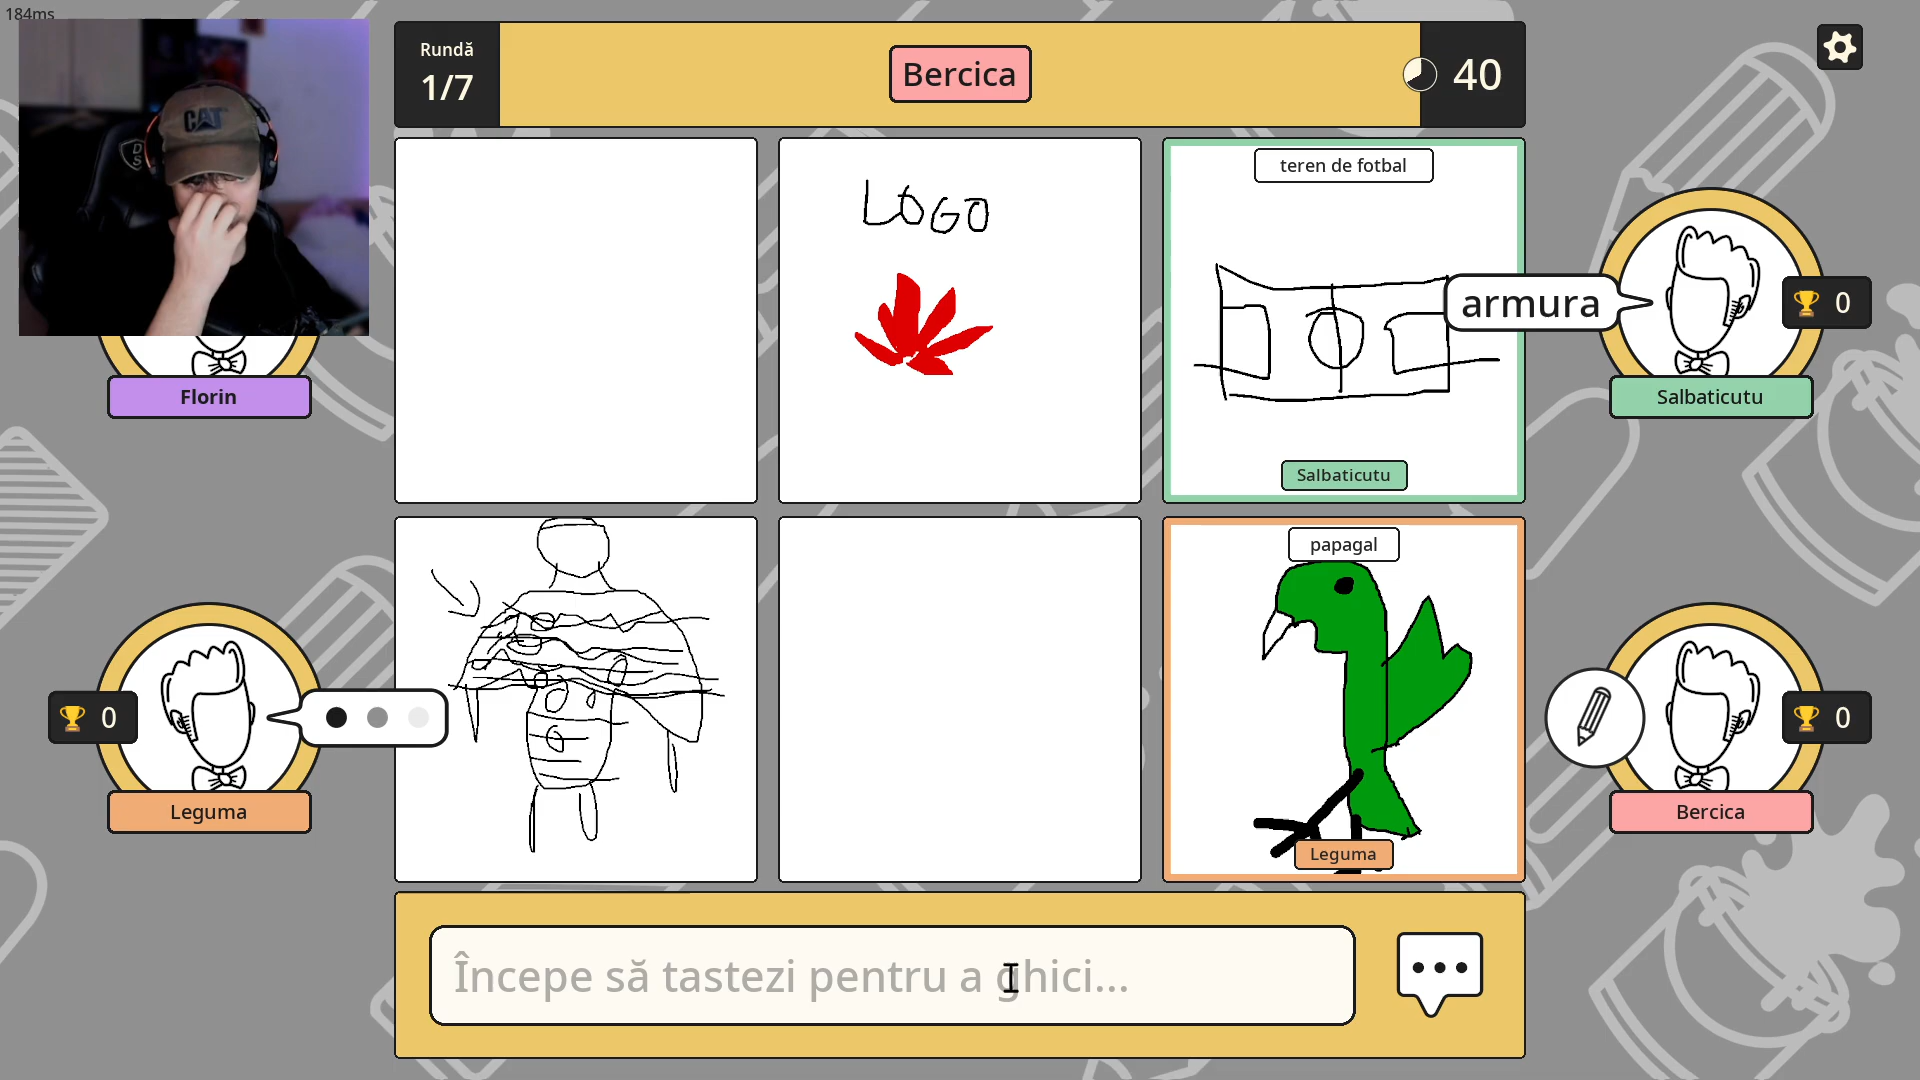 184ms
CAT
Rundă
1/7
Bercica
40
LOGO
teren de fotbal
Salbaticutu
armura
0
Florin
Salbaticutu
papagal
Leguma
0
Leguma
0
Bercica
Începe să tastezi pentru a ghici...